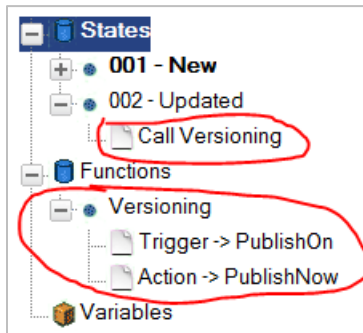 States
001 - New
002 - Updated
Call Versioning
Functions
Versioning
Trigger -> PublishOn
Action -> PublishNow
Variables